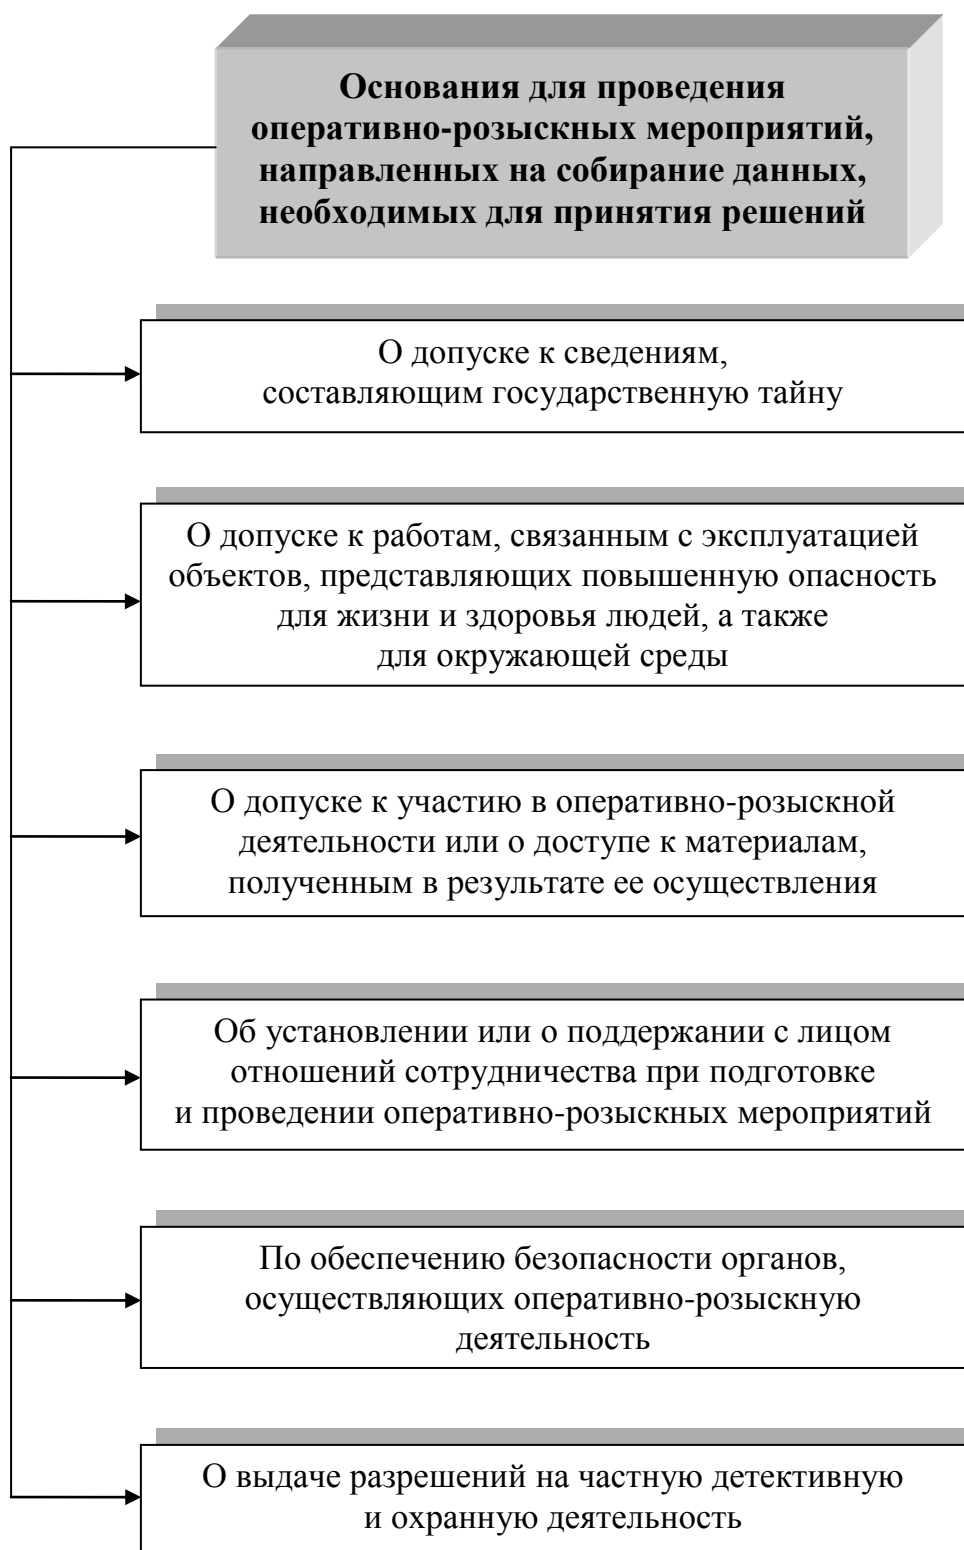 Основания для проведения
оперативно-розыскных мероприятий,
направленных на собирание данных,
необходимых для принятия решений
О допуске к сведениям,
составляющим государственную тайну
О допуске к работам, связанным с эксплуатацией
объектов, представляющих повышенную опасность
для жизни и здоровья людей, а также
для окружающей среды
О допуске к участию в оперативно-розыскной
деятельности или о доступе к материалам,
полученным в результате ее осуществления
Об установлении или о поддержании с лицом
отношений сотрудничества при подготовке
и проведении оперативно-розыскных мероприятий
По обеспечению безопасности органов,
осуществляющих оперативно-розыскную
деятельность
О выдаче разрешений на частную детективную
и охранную деятельность